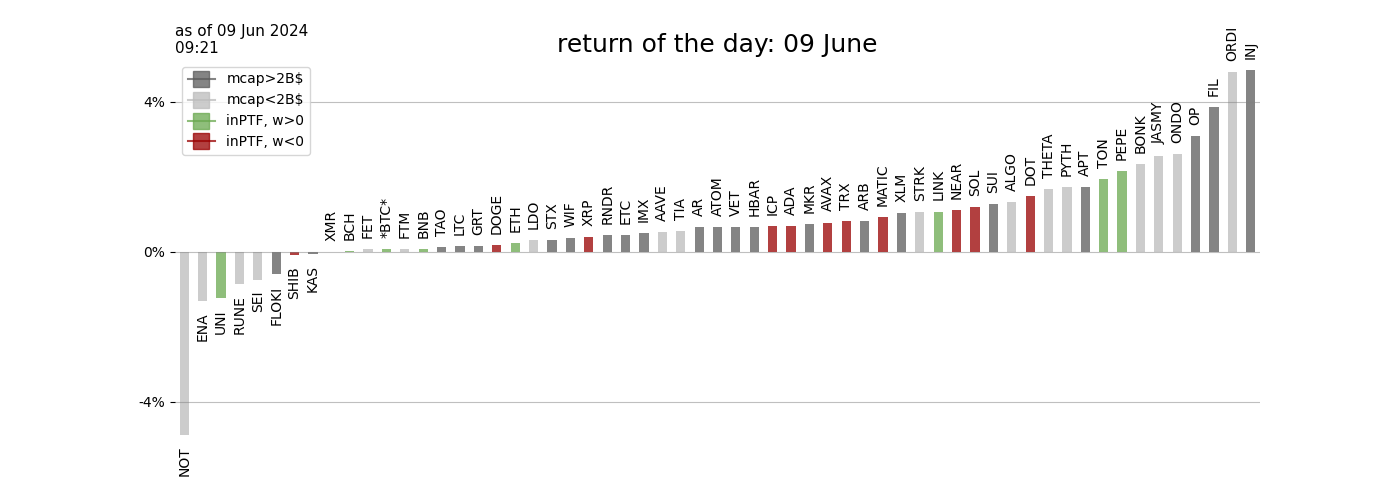 as of 09 Jun 2024
09:21
return of the day: 09 June
mcap>2B$
mcap<2B$
inPTF, w>0
inPTF, w<0
4%
0%
-4%
NOT
ENA
UNI
RUNE
SEI
FLOKI
SHIB
KAS
XMR
BCH
FET
*BTC*
FTM
BNB
TAO
LTC
GRT
DOGE
ETH
LDO
STX
WIF
XRP
RNDR
ETC
IMX
AAVE
TIA
AR
ATOM
VET
HBAR
ICP
ADA
MKR
AVAX
TRX
ARB
MATIC
XLM
STRK
LINK
NEAR
SOL
SUI
ALGO
DOT
THETA
PYTH
APT
TON
PEPE
BONK
JASMY
ONDO
OP
FIL
ORDI
INJ